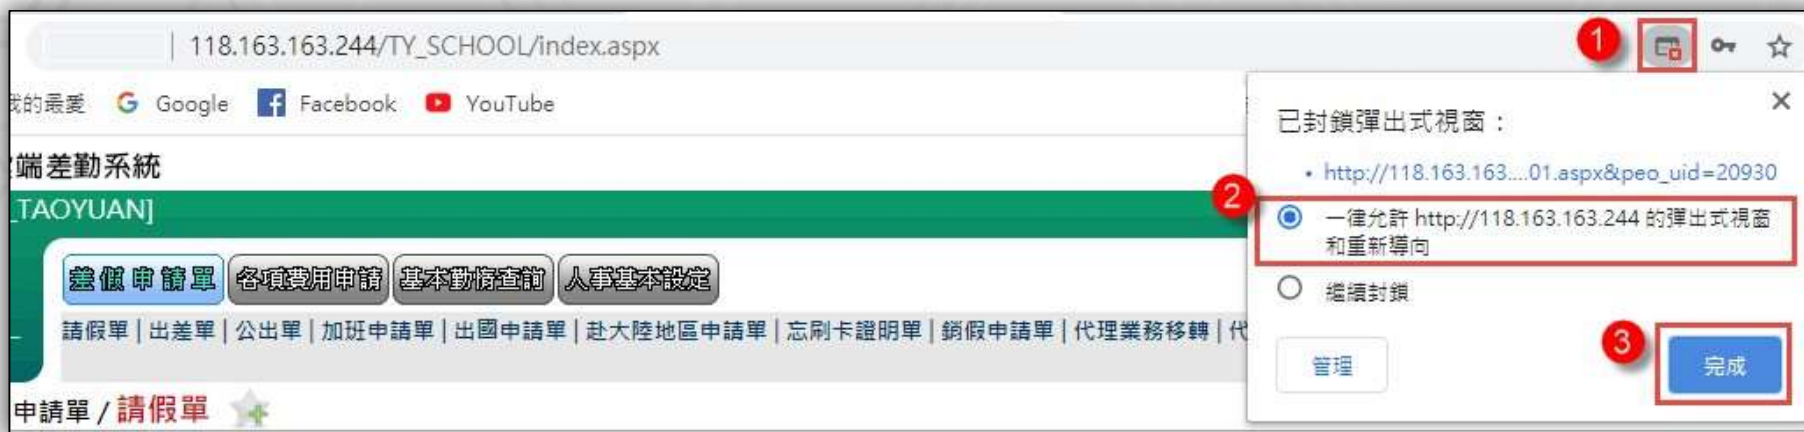 118.163.163.244/TY_SCHOOL/index.aspx
1
我的最愛 Google Facebook YouTube
已封鎖彈出式視窗：
端差勤系統
• http://118.163.163....01.aspx&peo_uid=20930
_TAOYUAN]
2
一律允許 http://118.163.163.244 的彈出式視窗
和重新導向
差假申請單 各項費用申請 基本勤惰查詢 人事基本設定
繼續封鎖
請假單 | 出差單 | 公出單 | 加班申請單 | 出國申請單 | 赴大陸地區申請單 | 忘刷卡證明單 | 銷假申請單 | 代理業務移轉 | 代
3
管理
完成
申請單 / 請假單